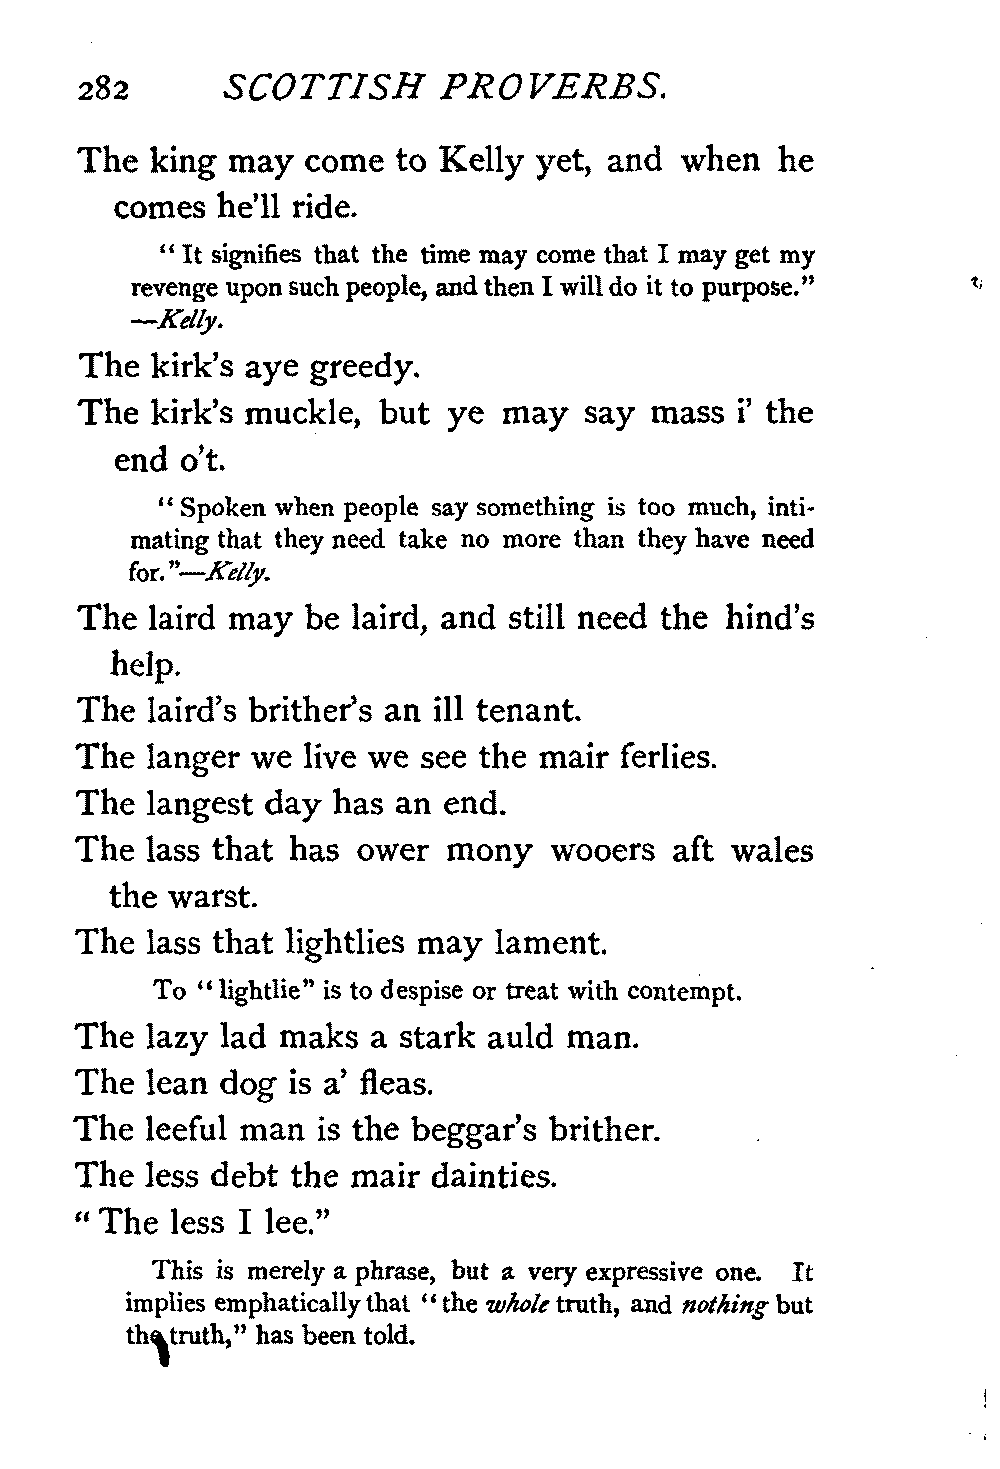 282 SCOTTISH PROVERBS.
The king may come to Kelly yet, and when he
comes he'll ride.
"It signifies that the time may come that I may get my
revenge upon such people, and then I will do it to purpose."
—Kelly.
The kirk's aye greedy.
The kirk's muckle, but ye may say mass i' the
end o't.
"Spoken when people say something is too much, inti-
mating that they need take no more than they have need
for."—Kelly.
The laird may be laird, and still need the hind's
help.
The laird's brither's an ill tenant.
The langer we live we see the mair ferlies.
The langest day has an end.
The lass that has ower mony wooers aft wales
the warst.
The lass that lightlies may lament.
To "lightlie" is to despise or treat with contempt.
The lazy lad maks a stark auld man.
The lean dog is a' fleas.
The leeful man is the beggar's brither.
The less debt the mair dainties.
"The less I lee."
This is merely a phrase, but a very expressive one. It
implies emphatically that "the whole truth, and nothing but
the truth," has been told.